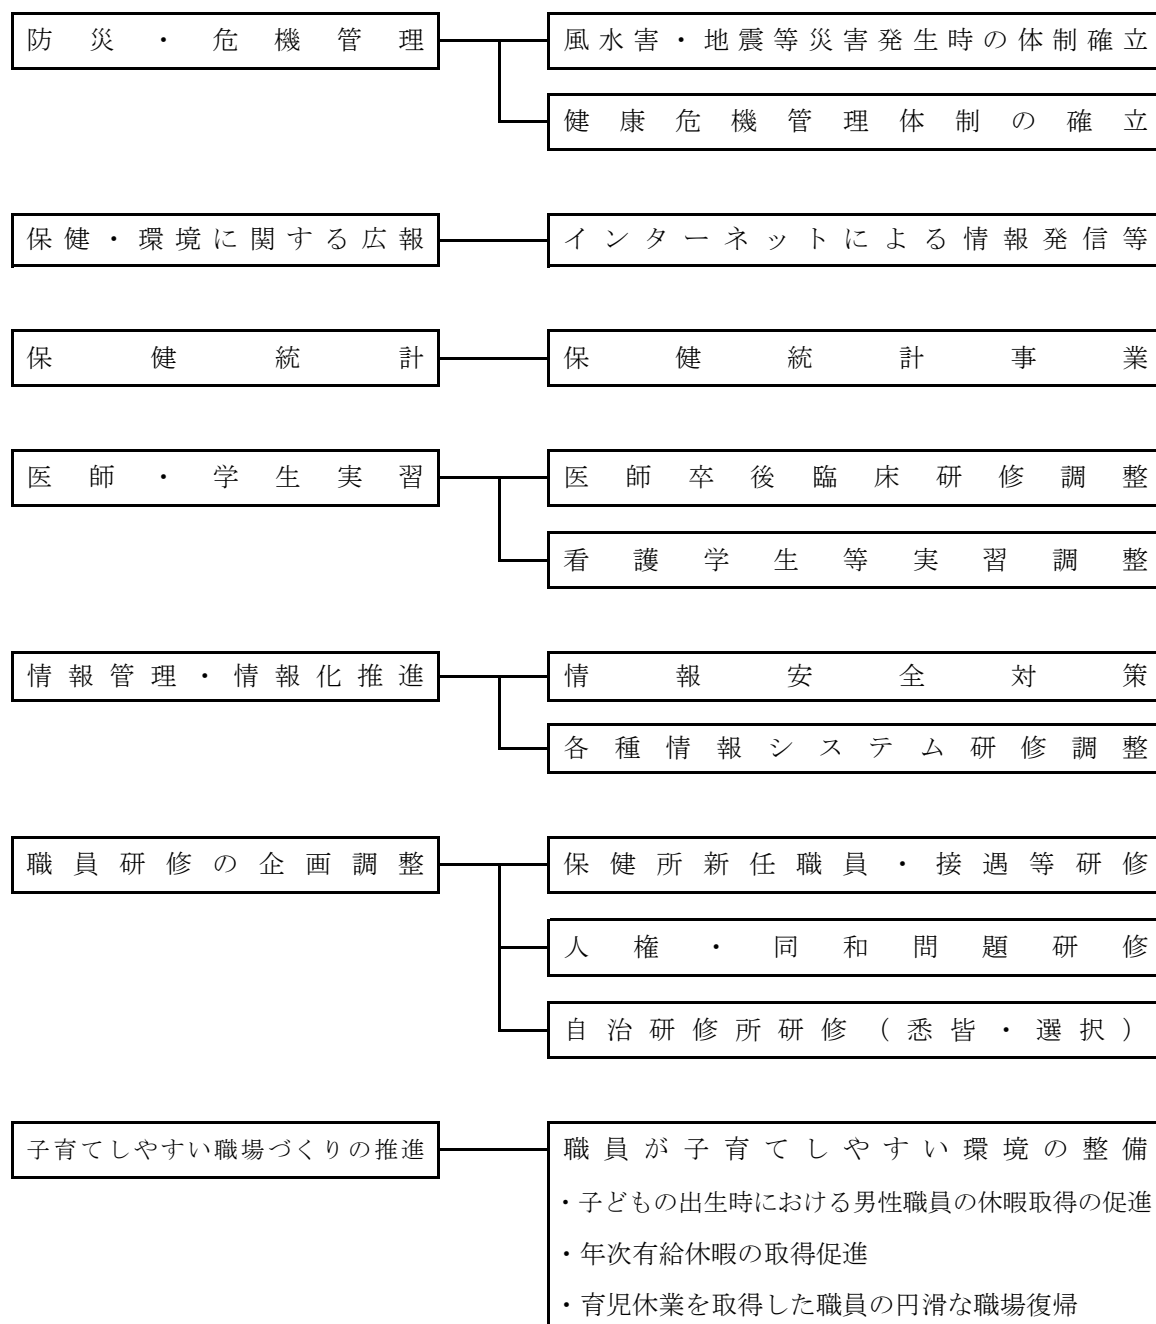 防災・危機管理
風水害・地震等災害発生時の体制確立
健康危機管理体制の確立
保健・環境に関する広報
インターネットによる情報発信等
保健統計
保健統計事業
医師・学生実習
医師卒後臨床研修調整
看護学生等実習調整
情報管理・情報化推進
情報安全対策
各種情報システム研修調整
職員研修の企画調整
保健所新任職員・接遇等研修
人権・同和問題研修
自治研修所研修（悉皆・選択）
子育てしやすい職場づくりの推進
職員が子育てしやすい環境の整備
・子どもの出生時における男性職員の休暇取得の促進
・年次有給休暇の取得促進
・育児休業を取得した職員の円滑な職場復帰